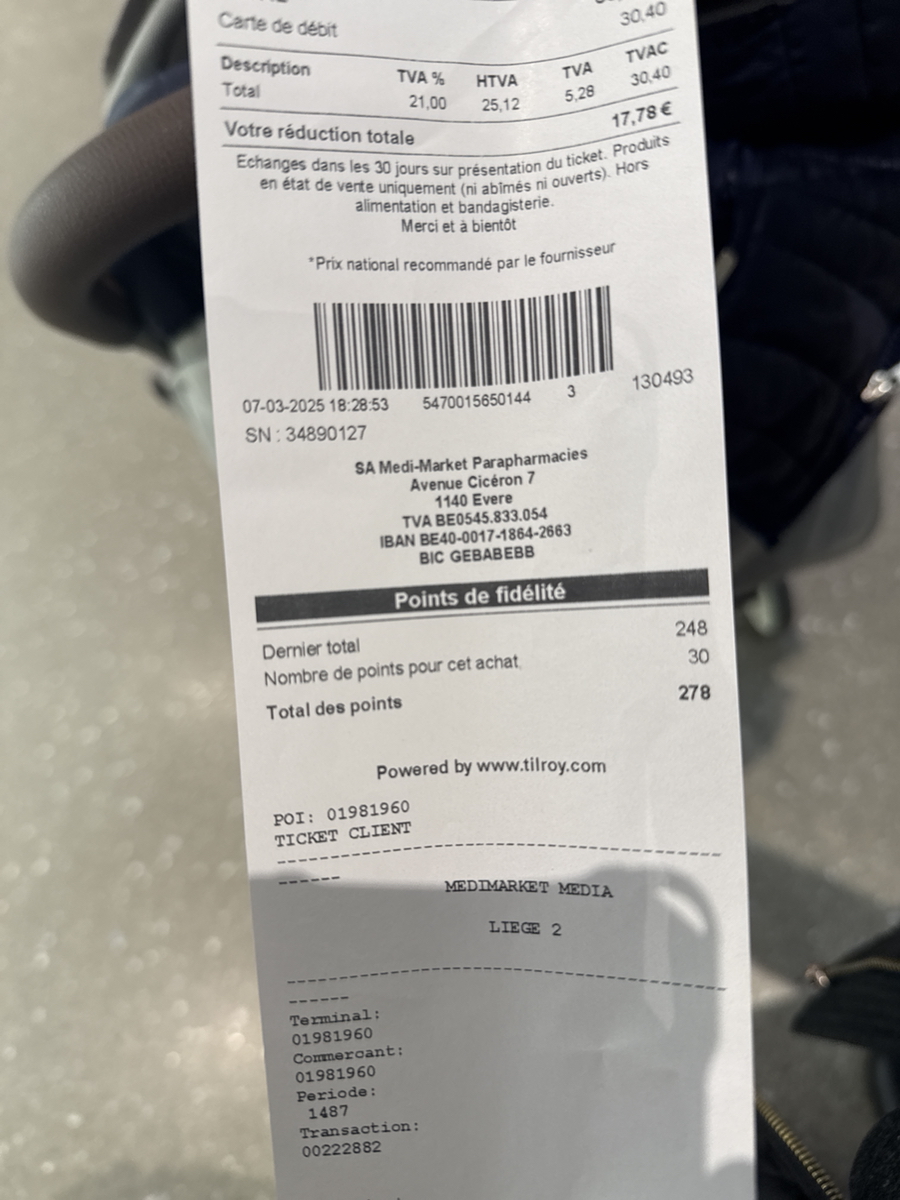 Carte de débit 30,40
Description TVA % HTVA TVA TVAC
Total 21,00 25,12 5,28 30,40
Votre réduction totale 17,78 €
Echanges dans les 30 jours sur présentation du ticket. Produits
en état de vente uniquement (ni abîmés ni ouverts). Hors
alimentation et bandagisterie.
Merci et à bientôt
*Prix national recommandé par le fournisseur
07-03-2025 18:28:53 5470015650144 3 130493
SN : 34890127
SA Medi-Market Parapharmacies
Avenue Cicéron 7
1140 Evere
TVA BE0545.833.054
IBAN BE40-0017-1864-2663
BIC GEBABEBB
Points de fidélité
Dernier total 248
Nombre de points pour cet achat 30
Total des points 278
Powered by www.tilroy.com
POI: 01981960
TICKET CLIENT
MEDIMARKET MEDIA
LIEGE 2
Terminal:
01981960
Commercant:
01981960
Periode:
1487
Transaction:
00222882